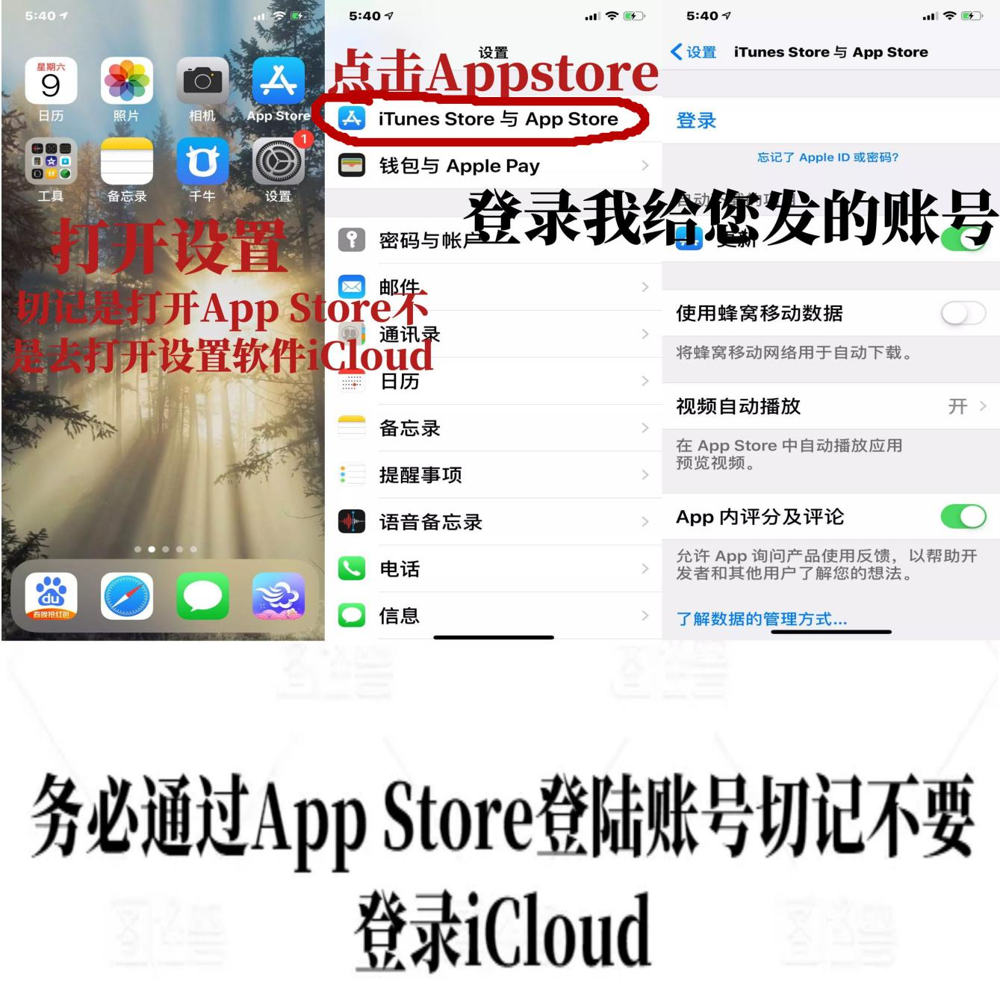 5:40
星期六
9
日历
照片
相机
App Store
工具
备忘录
千牛
1
设置
打开设置
切记是打开App Store不
是去打开设置软件iCloud
du
春晚抢红包
5:40
设置
点击Appstore
iTunes Store 与 App Store
钱包与 Apple Pay
密码与帐户
邮件
通讯录
日历
备忘录
提醒事项
语音备忘录
电话
信息
5:40
设置
iTunes Store 与 App Store
登录
忘记了 Apple ID 或密码?
登录我给您发的账号
更新
使用蜂窝移动数据
将蜂窝移动网络用于自动下载。
视频自动播放
开
在 App Store 中自动播放应用
预览视频。
App 内评分及评论
允许 App 询问产品使用反馈，以帮助开
发者和其他用户了解您的想法。
了解数据的管理方式...
务必通过App Store登陆账号切记不要
登录iCloud